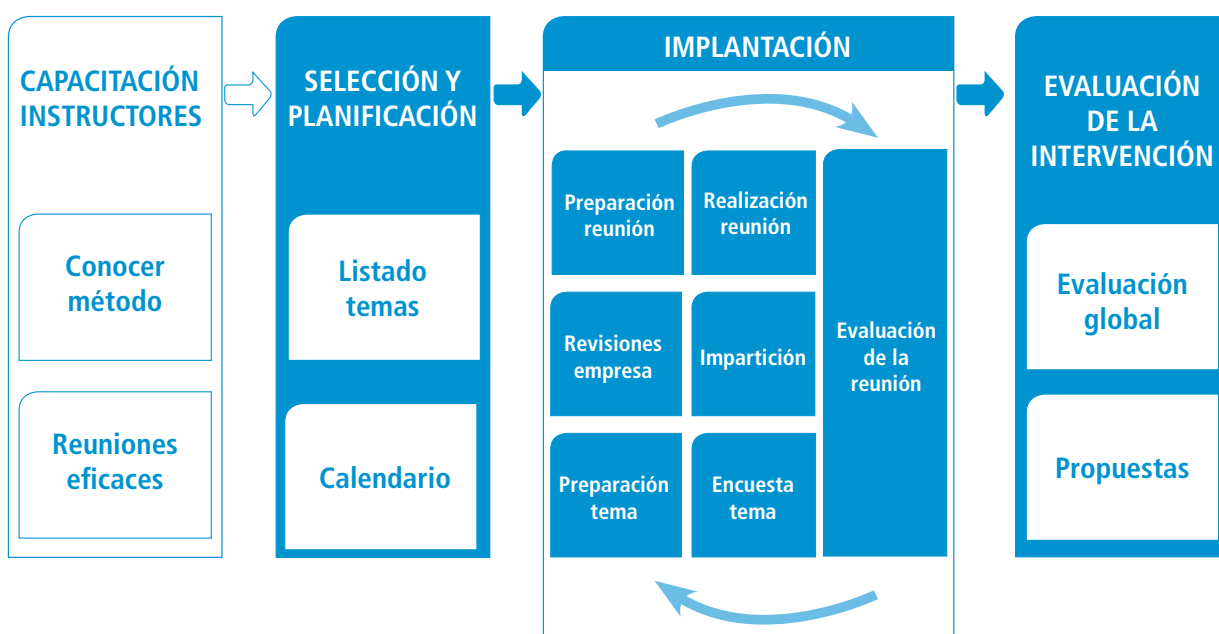 CAPACITACIÓN
INSTRUCTORES
Conocer
método
Reuniones
eficaces
SELECCIÓN Y
PLANIFICACIÓN
Listado
temas
Calendario
IMPLANTACIÓN
Preparación
reunión
Realización
reunión
Revisiones
empresa
Impartición
Preparación
tema
Encuesta
tema
Evaluación
de la
reunión
EVALUACIÓN
DE LA
INTERVENCIÓN
Evaluación
global
Propuestas